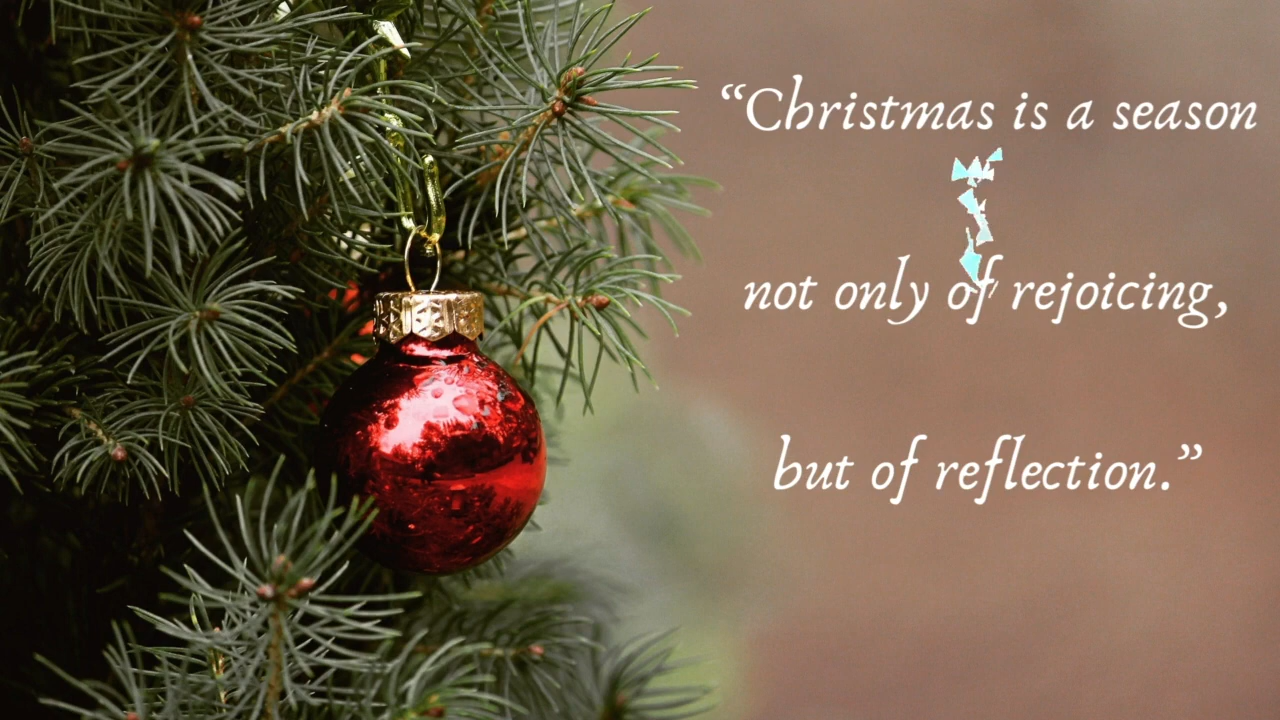 “Christmas is a season
not only of rejoicing,
but of reflection.”